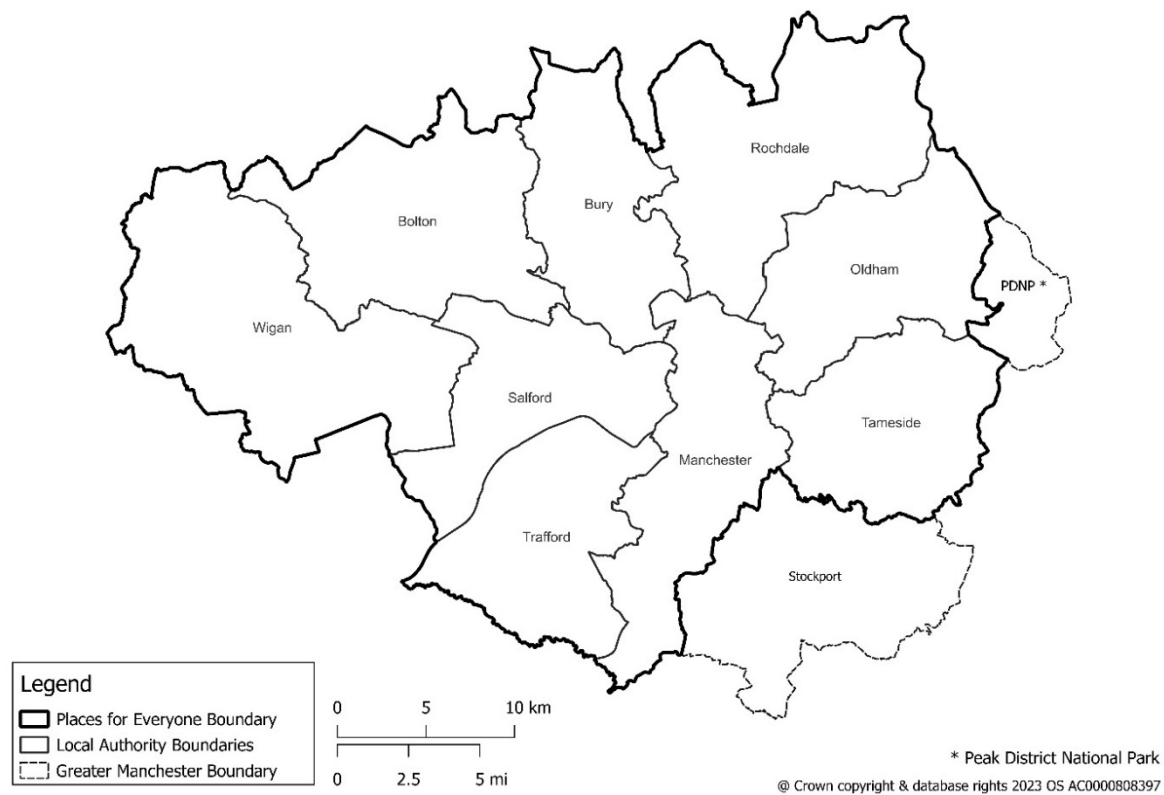 Rochdale
Bury
Bolton
Oldham
PDNP *
Wigan
Salford
Tameside
Manchester
Trafford
Stockport
Legend
Places for Everyone Boundary
Local Authority Boundaries
Greater Manchester Boundary
0 5 10 km
0 2.5 5 mi
* Peak District National Park
@ Crown copyright & database rights 2023 OS AC0000808397